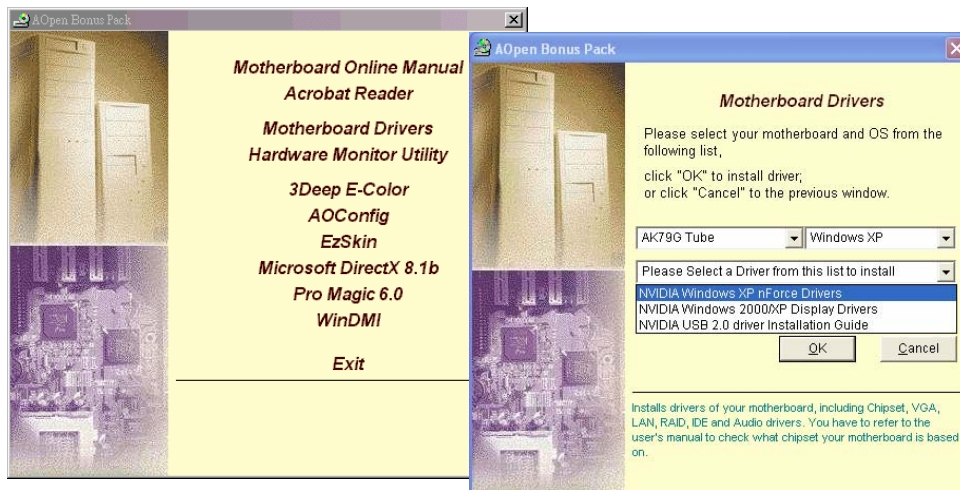 AOpen Bonus Pack
Motherboard Online Manual
Acrobat Reader
Motherboard Drivers
Hardware Monitor Utility
3Deep E-Color
AOConfig
EzSkin
Microsoft DirectX 8.1b
Pro Magic 6.0
WinDMI
Exit
AOpen Bonus Pack
Motherboard Drivers
Please select your motherboard and OS from the
following list,
click "OK" to install driver;
or click "Cancel" to the previous window.
AK79G Tube Windows XP
Please Select a Driver from this list to install
NVIDIA Windows XP nForce Drivers
NVIDIA Windows 2000/XP Display Drivers
NVIDIA USB 2.0 driver Installation Guide
OK Cancel
Installs drivers of your motherboard, including Chipset, VGA,
LAN, RAID, IDE and Audio drivers. You have to refer to the
user's manual to check what chipset your motherboard is based
on.